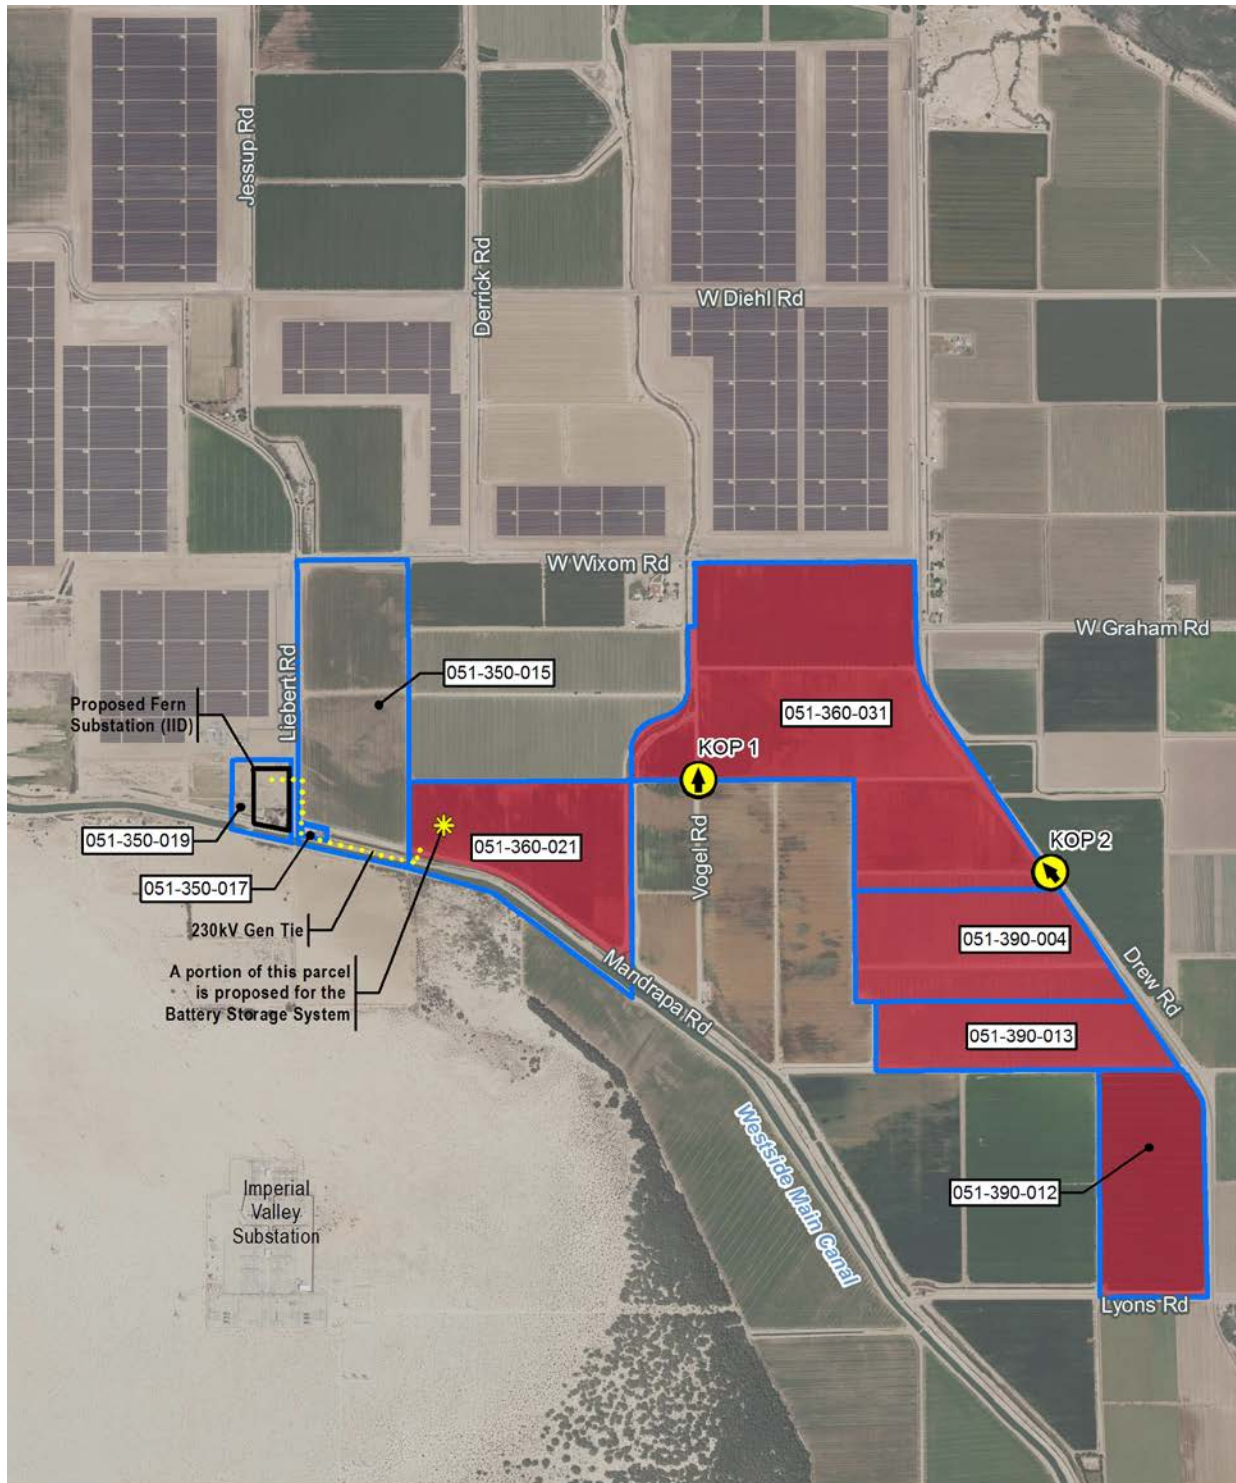 Jessup Rd
Derrick Rd
W Diehl Rd
W Wixom Rd
W Graham Rd
051-350-015
Liebert Rd
Proposed Fern
Substation (IID)
051-360-031
KOP 1
051-350-019
051-360-021
Vogel Rd
KOP 2
051-350-017
230kV Gen Tie
051-390-004
Drew Rd
A portion of this parcel
is proposed for the
Battery Storage System
Mandrapa Rd
051-390-013
Westside Main Canal
Imperial
Valley
Substation
051-390-012
Lyons Rd